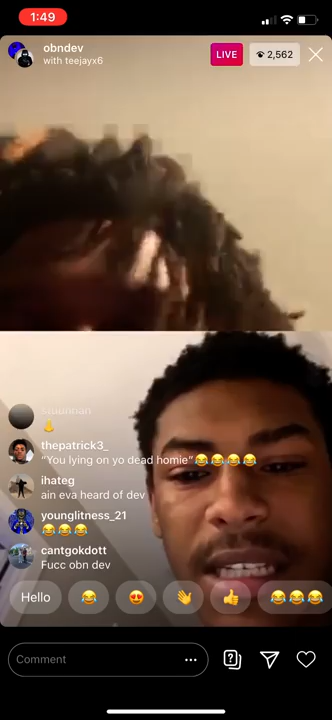 1:49
obndev
with teejayx6
LIVE
2,562
thepatrick3_
“You lying on yo dead homie”😂😂😂😂
ihateg
ain eva heard of dev
younglitness_21
😂😂😂
cantgokdott
Fucc obn dev
Hello
Comment